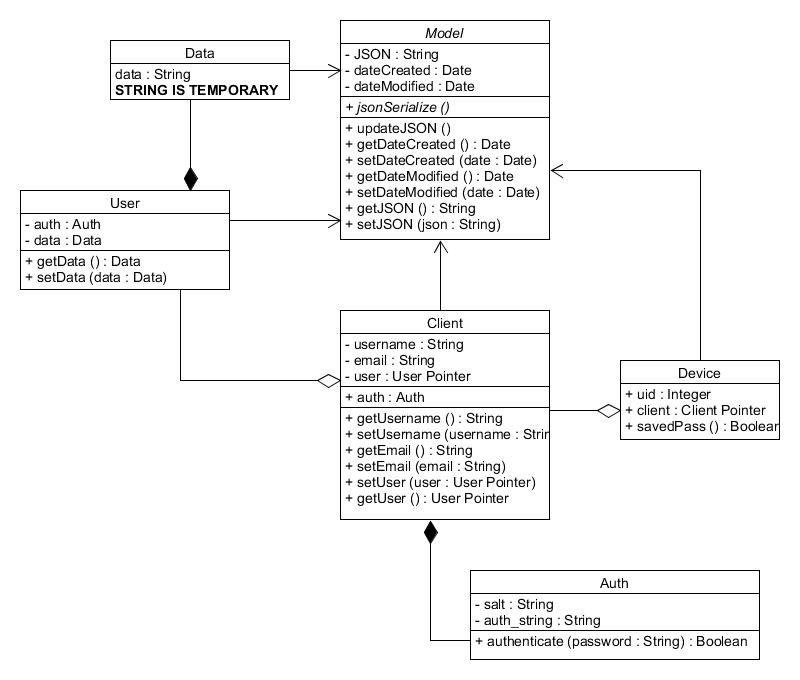 Model
- JSON : String
- dateCreated : Date
- dateModified : Date
+ jsonSerialize ()
+ updateJSON ()
+ getDateCreated () : Date
+ setDateCreated (date : Date)
+ getDateModified () : Date
+ setDateModified (date : Date)
+ getJSON () : String
+ setJSON (json : String)
Data
data : String
STRING IS TEMPORARY
User
- auth : Auth
- data : Data
+ getData () : Data
+ setData (data : Data)
Client
- username : String
- email : String
- user : User Pointer
+ auth : Auth
+ getUsername () : String
+ setUsername (username : Strin
+ getEmail () : String
+ setEmail (email : String)
+ setUser (user : User Pointer)
+ getUser () : User Pointer
Device
+ uid : Integer
+ client : Client Pointer
+ savedPass () : Boolean
Auth
- salt : String
- auth_string : String
+ authenticate (password : String) : Boolean